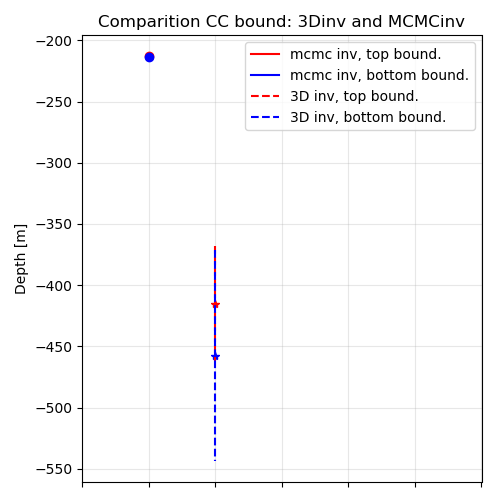 Comparition CC bound: 3Dinv and MCMCinv
mcmc inv, top bound.
mcmc inv, bottom bound.
3D inv, top bound.
3D inv, bottom bound.
Depth [m]
−200
−250
−300
−350
−400
−450
−500
−550